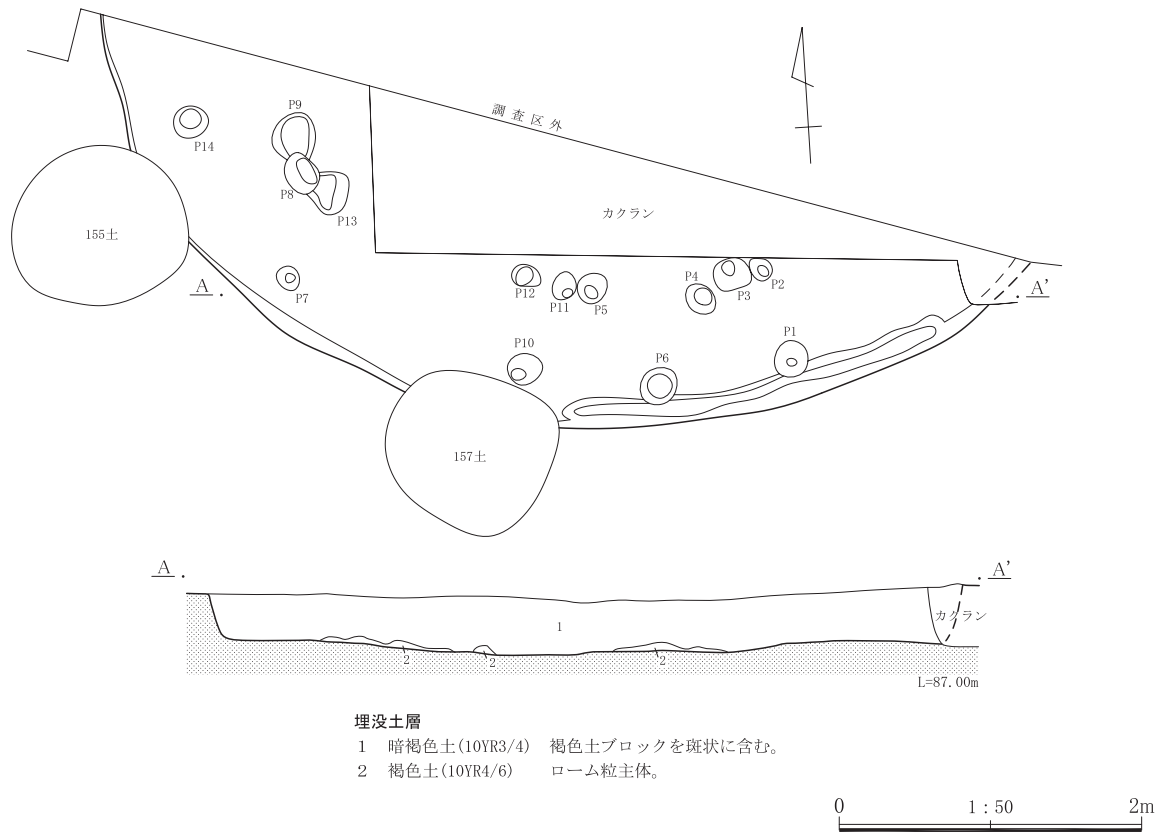 調査区外
P9
P14
P8
P13
カクラン
155土
A
P7
P12
P11
P5
P4
P3
P2
A'
P10
P6
P1
157土
A
A'
1
カクラン
2
2
2
L=87.00m
埋没土層
1 暗褐色土(10YR3/4) 褐色土ブロックを斑状に含む。
2 褐色土(10YR4/6) ローム粒主体。
0 1:50 2m